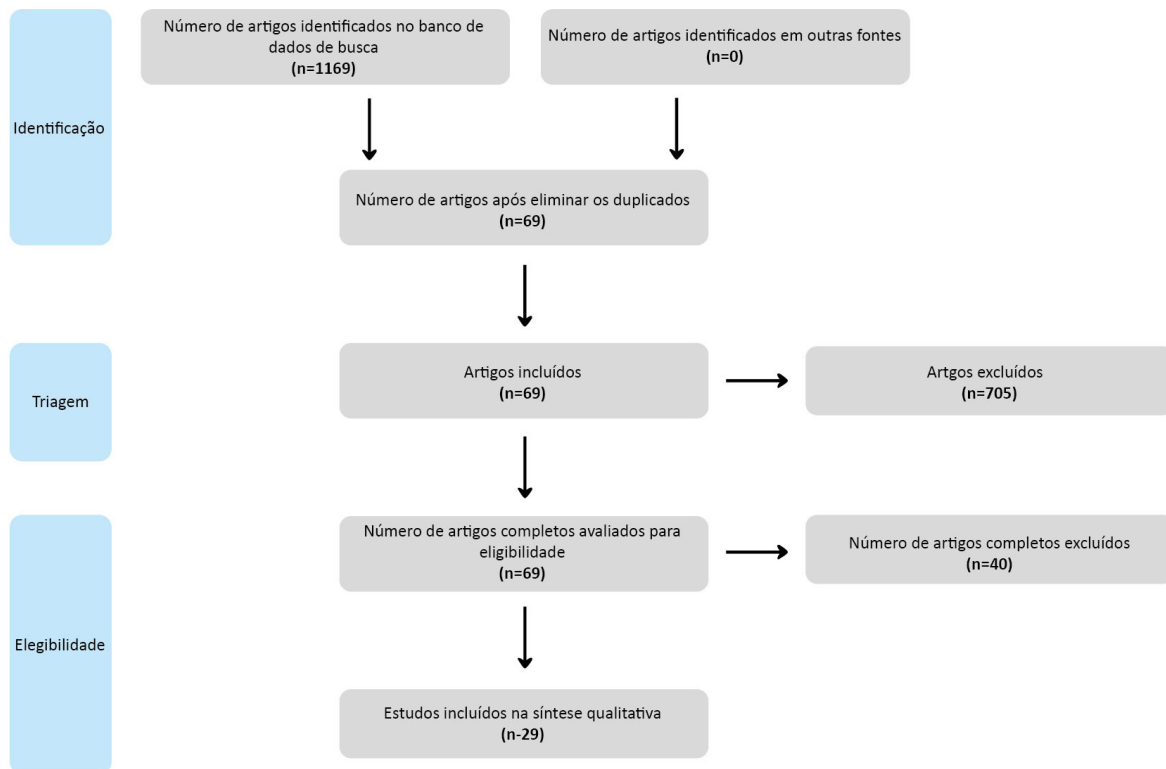 Número de artigos identificados no banco de
dados de busca
(n=1169)
Número de artigos identificados em outras fontes
(n=0)
Identificação
Número de artigos após eliminar os duplicados
(n=69)
Triagem
Artigos incluídos
(n=69)
Artgos excluídos
(n=705)
Elegibilidade
Número de artigos completos avaliados para
eligibilidade
(n=69)
Número de artigos completos excluídos
(n=40)
Estudos incluídos na síntese qualitativa
(n-29)